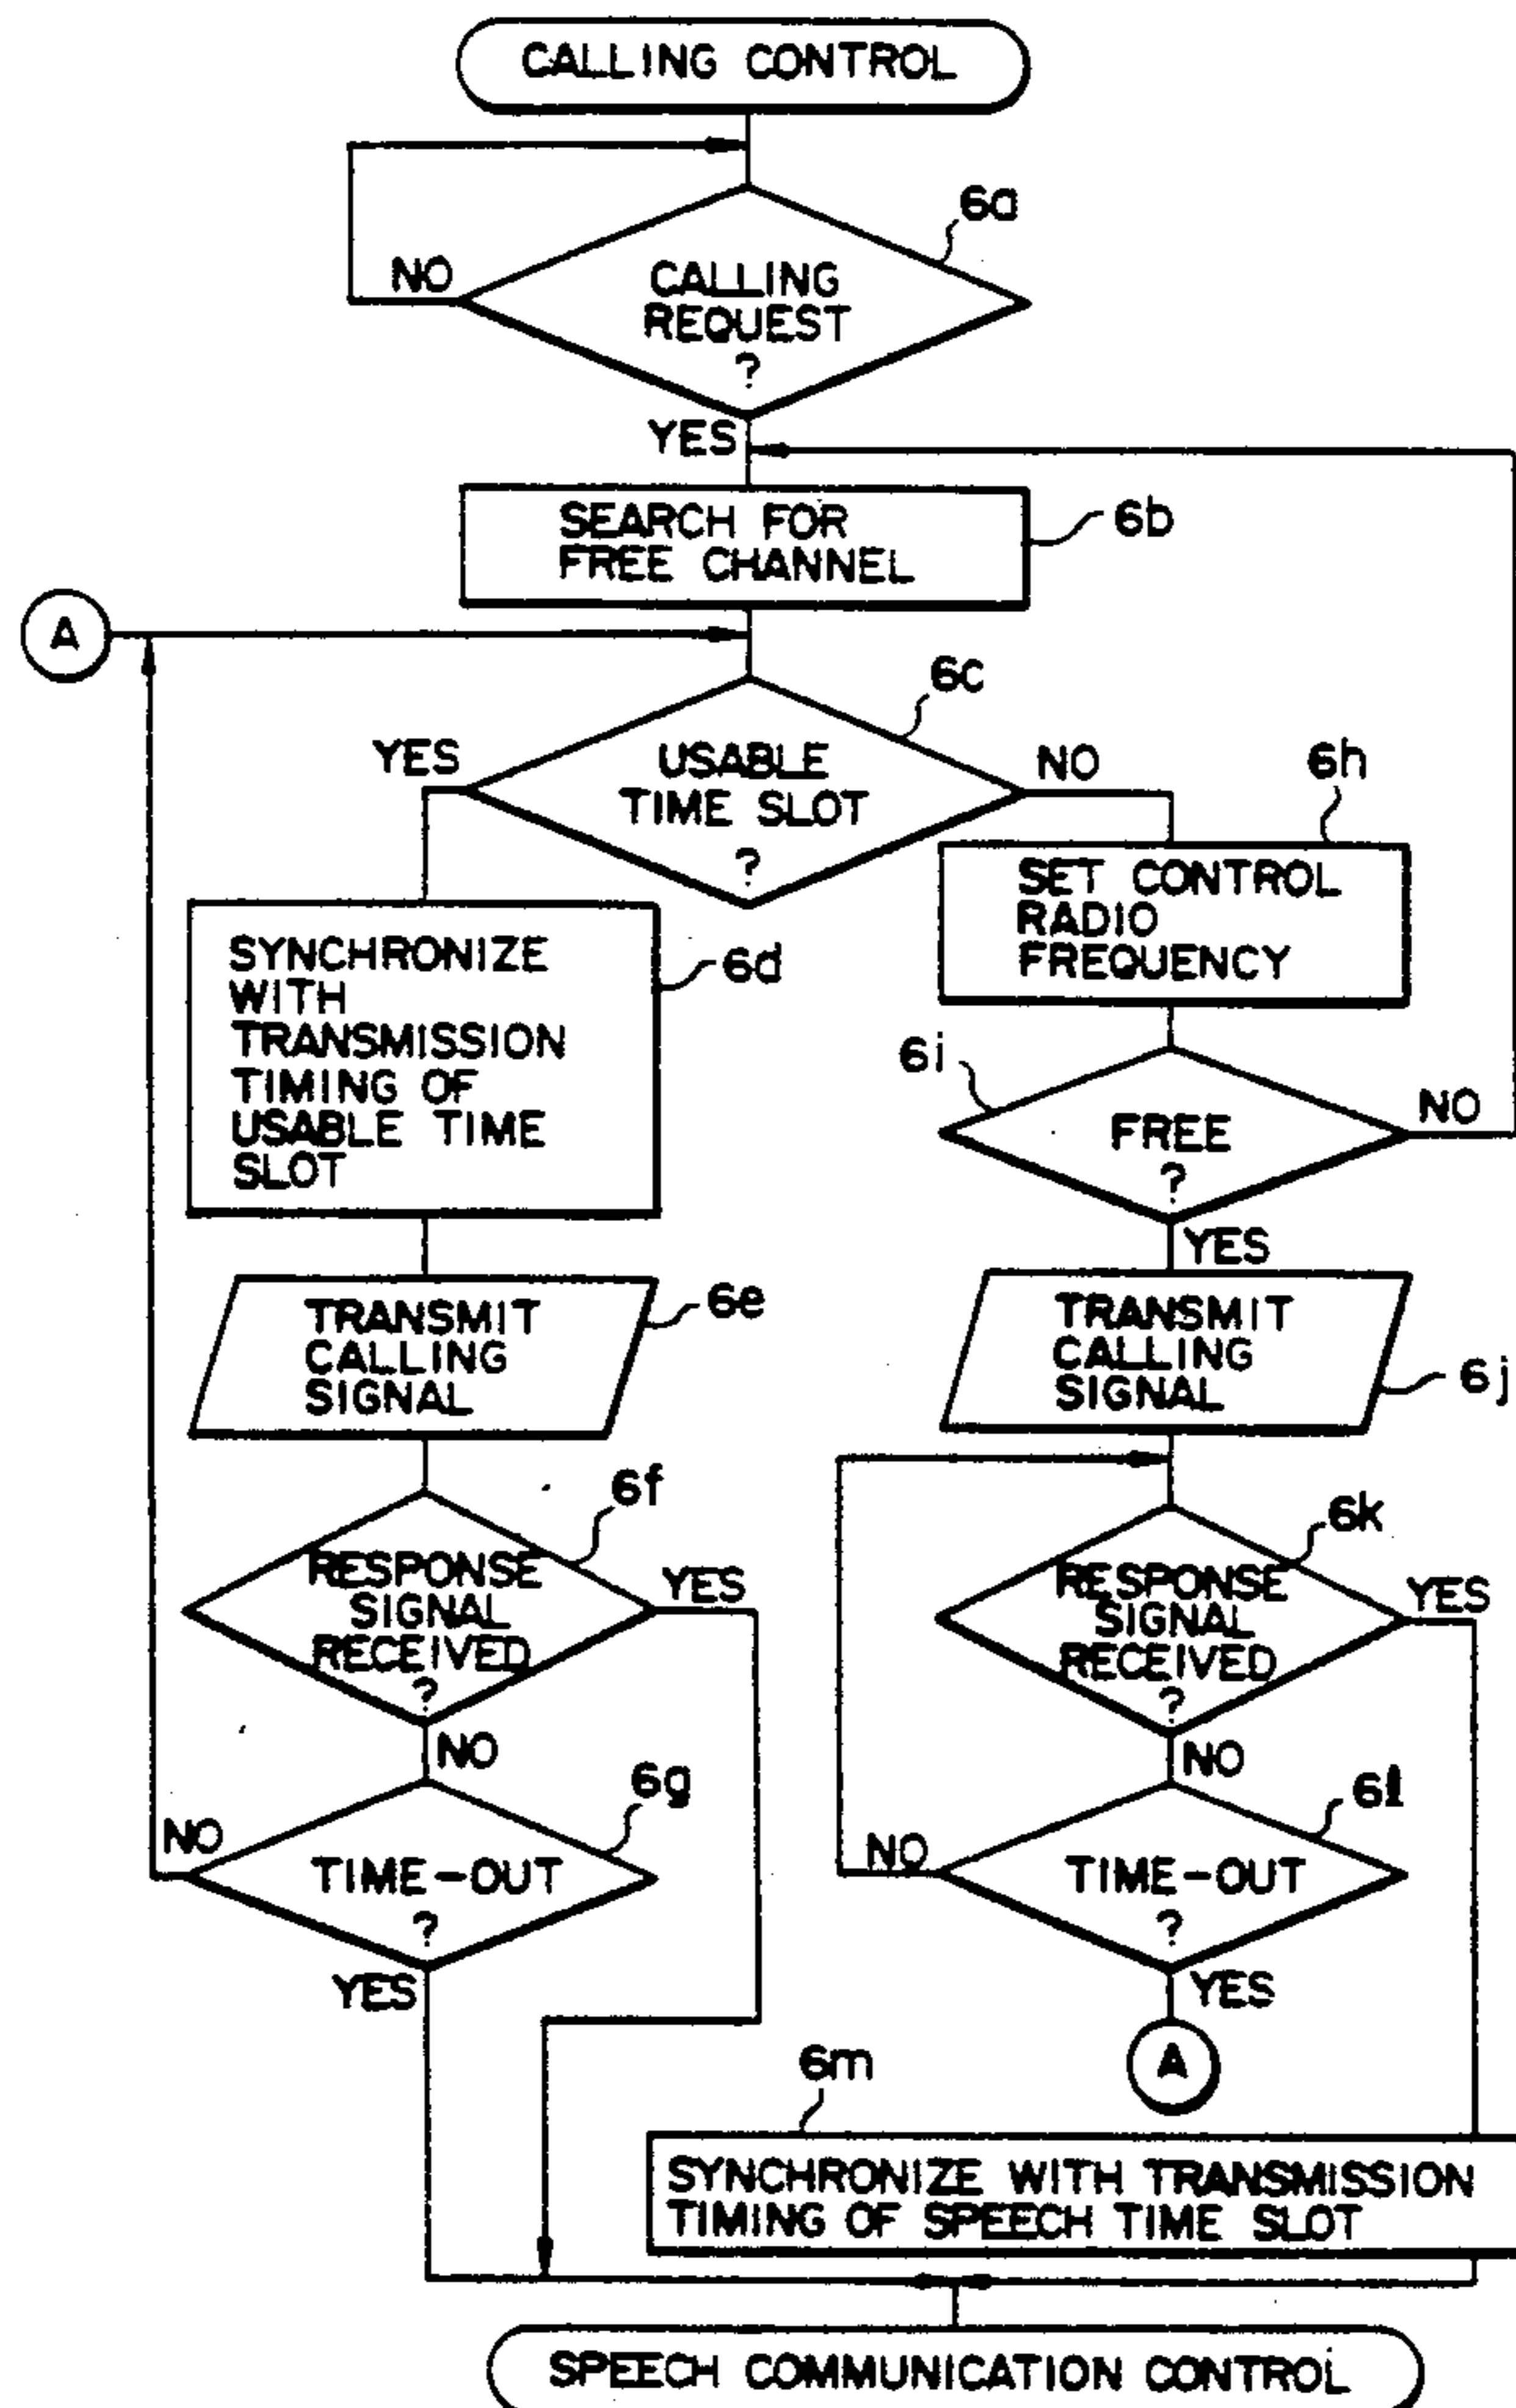 CALLING CONTROL
6a
NO
CALLING
REQUEST
?
YES
SEARCH FOR
FREE CHANNEL
6b
A
6c
YES
USABLE
TIME SLOT
?
NO
6h
SET CONTROL
RADIO
FREQUENCY
SYNCHRONIZE
WITH
TRANSMISSION
TIMING OF
USABLE TIME
SLOT
6d
6i
FREE
?
NO
YES
TRANSMIT
CALLING
SIGNAL
6e
TRANSMIT
CALLING
SIGNAL
6j
6f
RESPONSE
SIGNAL
RECEIVED
?
YES
NO
6k
RESPONSE
SIGNAL
RECEIVED
?
YES
NO
6g
NO
TIME-OUT
?
YES
6l
NO
TIME-OUT
?
YES
A
6m
SYNCHRONIZE WITH TRANSMISSION
TIMING OF SPEECH TIME SLOT
SPEECH COMMUNICATION CONTROL